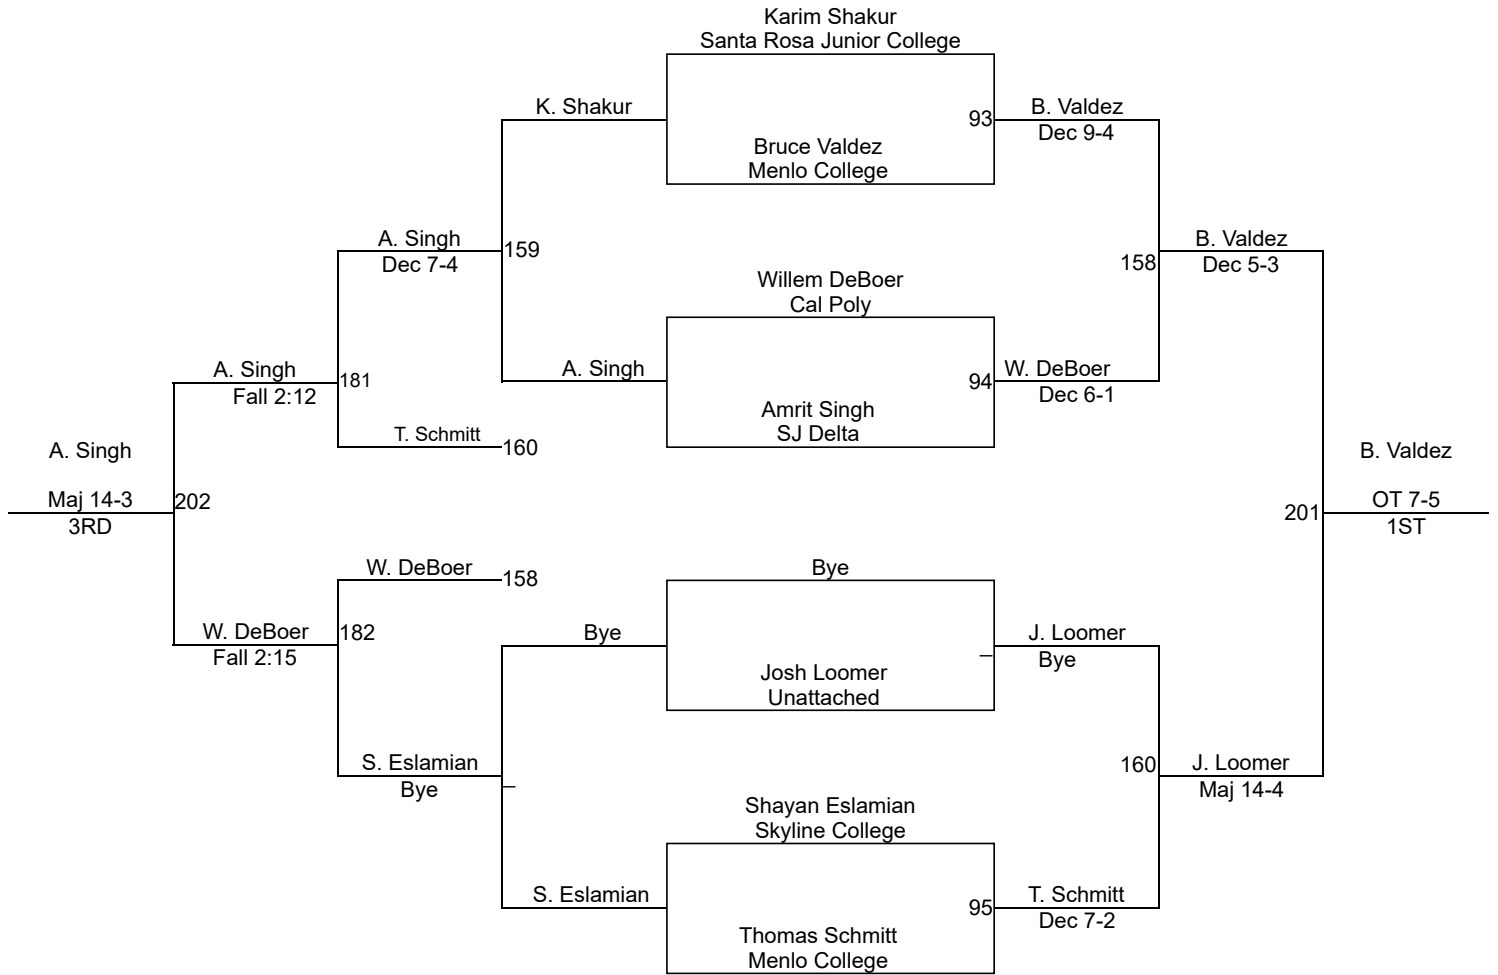 Karim Shakur
Santa Rosa Junior College
K. Shakur
93
B. Valdez
Dec 9-4
Bruce Valdez
Menlo College
A. Singh
Dec 7-4
159
158
B. Valdez
Dec 5-3
Willem DeBoer
Cal Poly
A. Singh
Fall 2:12
181
A. Singh
94
W. DeBoer
Dec 6-1
Amrit Singh
SJ Delta
T. Schmitt
160
A. Singh
Maj 14-3
3RD
202
201
B. Valdez
OT 7-5
1ST
W. DeBoer
158
Bye
W. DeBoer
Fall 2:15
182
Bye
J. Loomer
Bye
Josh Loomer
Unattached
S. Eslamian
Bye
160
J. Loomer
Maj 14-4
Shayan Eslamian
Skyline College
S. Eslamian
95
T. Schmitt
Dec 7-2
Thomas Schmitt
Menlo College